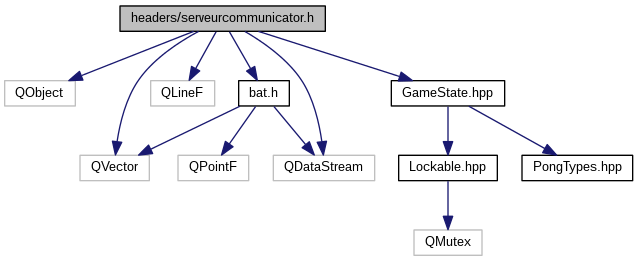 headers/serveurcommunicator.h
QObject
QLineF
bat.h
GameState.hpp
QVector
QPointF
QDataStream
Lockable.hpp
PongTypes.hpp
QMutex